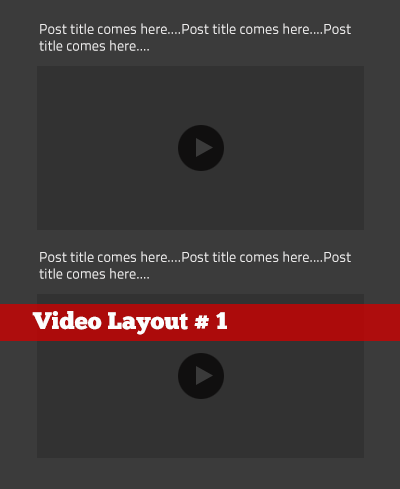 Post title comes here....Post title comes here....Post
title comes here....
Post title comes here....Post title comes here....Post
title comes here....
Video Layout # 1